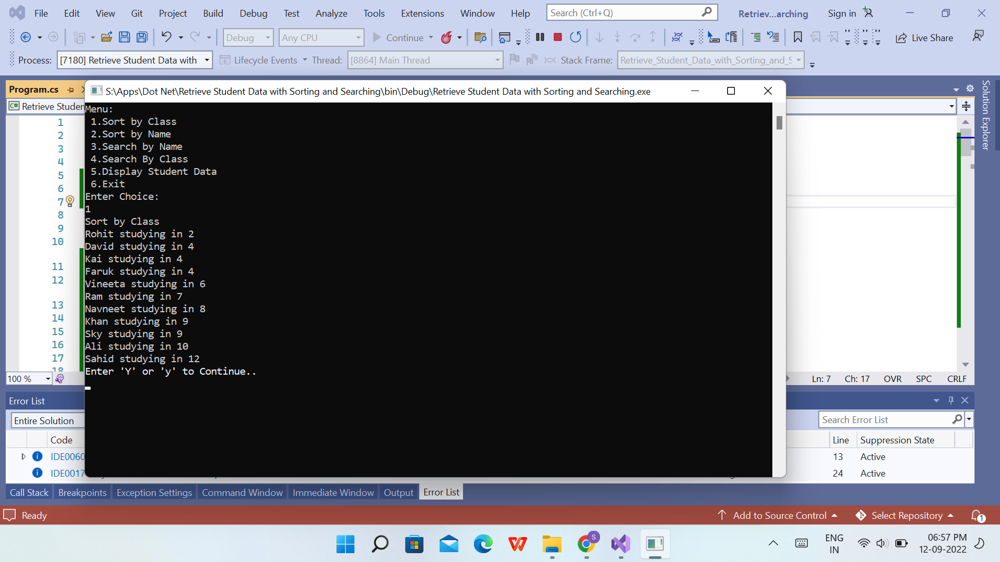 File Edit View Git Project Build Debug Test Analyze Tools Extensions Window Help Search (Ctrl+Q) Retriev...arching Sign in
Debug Any CPU Continue Live Share
Process: [7180] Retrieve Student Data with Lifecycle Events Thread: [8864] Main Thread Stack Frame: Retrieve_Student_Data_with_Sorting_and_S
Program.cs
S:\Apps\Dot Net\Retrieve Student Data with Sorting and Searching\bin\Debug\Retrieve Student Data with Sorting and Searching.exe
Solution Explorer
C# Retrieve Studen
1
2
3
4
5
6
7
8
9
10
11
12
13
14
15
16
17
18
Menu:
1.Sort by Class
2.Sort by Name
3.Search by Name
4.Search By Class
5.Display Student Data
6.Exit
Enter Choice:
1
Sort by Class
Rohit studying in 2
David studying in 4
Kai studying in 4
Faruk studying in 4
Vineeta studying in 6
Ram studying in 7
Navneet studying in 8
Khan studying in 9
Sky studying in 9
Ali studying in 10
Sahid studying in 12
Enter 'Y' or 'y' to Continue..
100 % Ln: 7 Ch: 17 OVR SPC CRLF
Error List
Entire Solution Search Error List
Code Line Suppression State
IDE0060 13 Active
IDE0017 24 Active
Call Stack Breakpoints Exception Settings Command Window Immediate Window Output Error List
Ready Add to Source Control Select Repository 1
S
ENG
IN
06:57 PM
12-09-2022